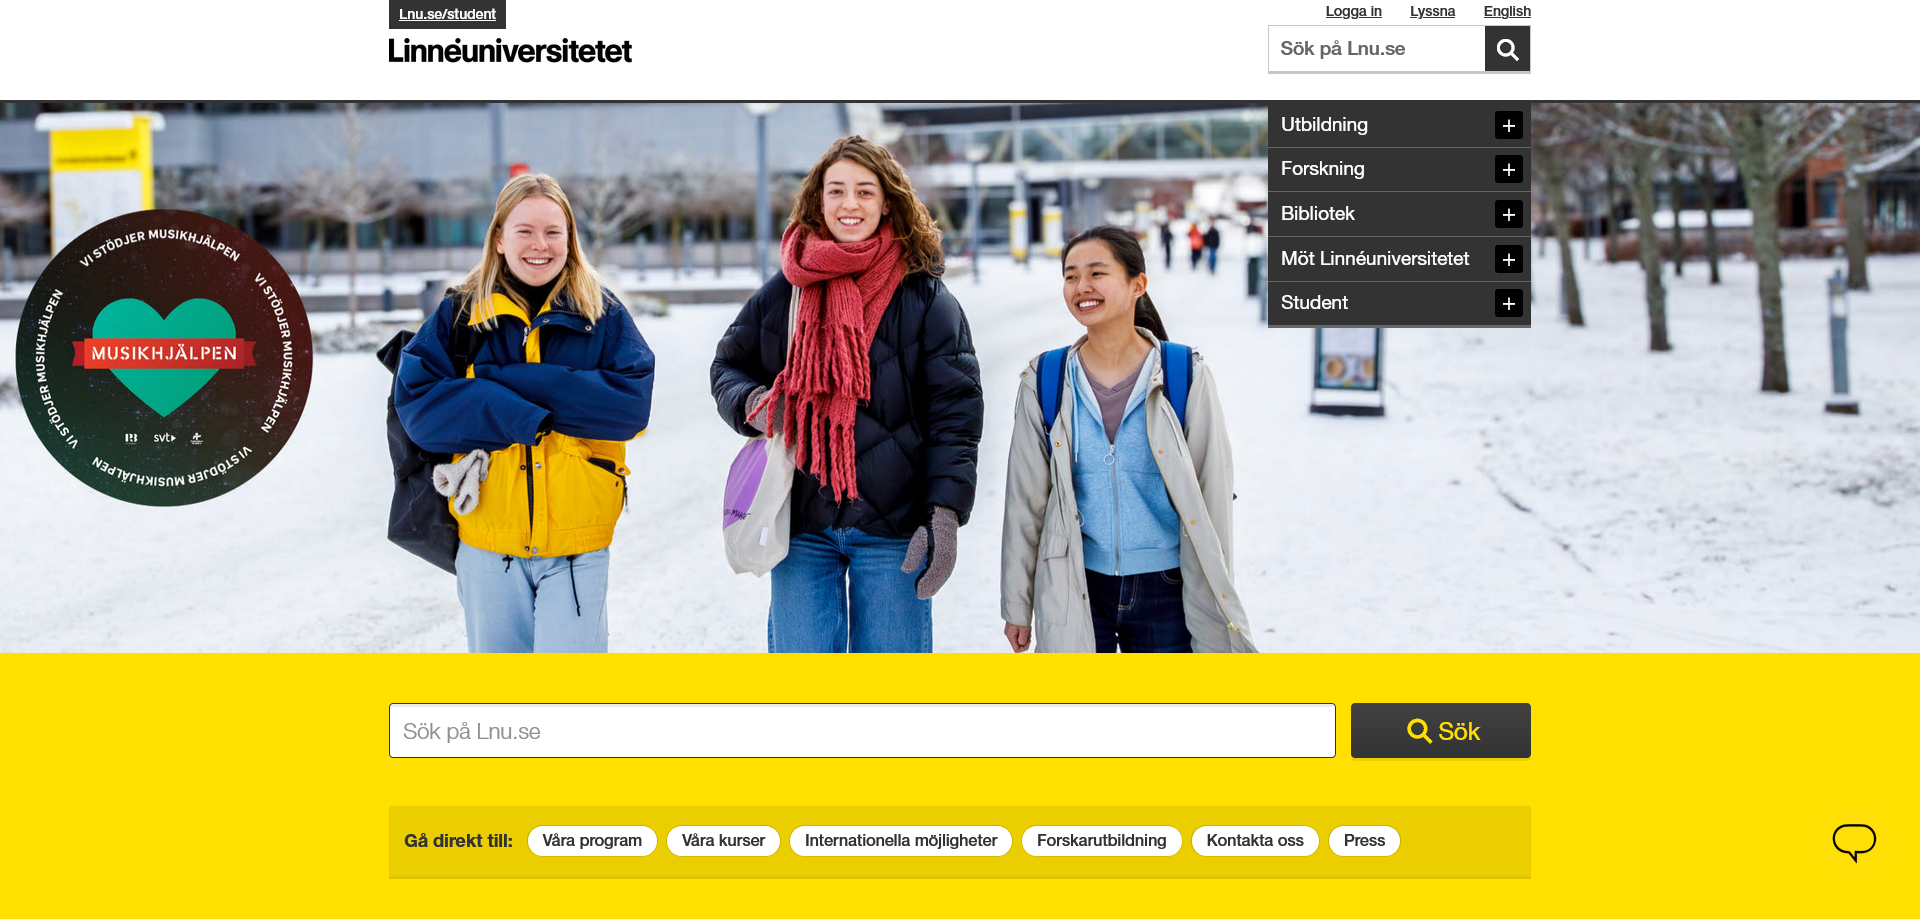 Lnu.se/student
Logga in Lyssna English
Linnéuniversitetet
Sök på Lnu.se
Utbildning
Forskning
Bibliotek
Möt Linnéuniversitetet
Student
VI STÖDJER MUSIKHJÄLPEN
VI STÖDJER MUSIKHJÄLPEN
VI STÖDJER MUSIKHJÄLPEN
VI STÖDJER MUSIKHJÄLPEN
MUSIKHJÄLPEN
svt
Sök på Lnu.se
Sök
Gå direkt till: Våra program Våra kurser Internationella möjligheter Forskarutbildning Kontakta oss Press